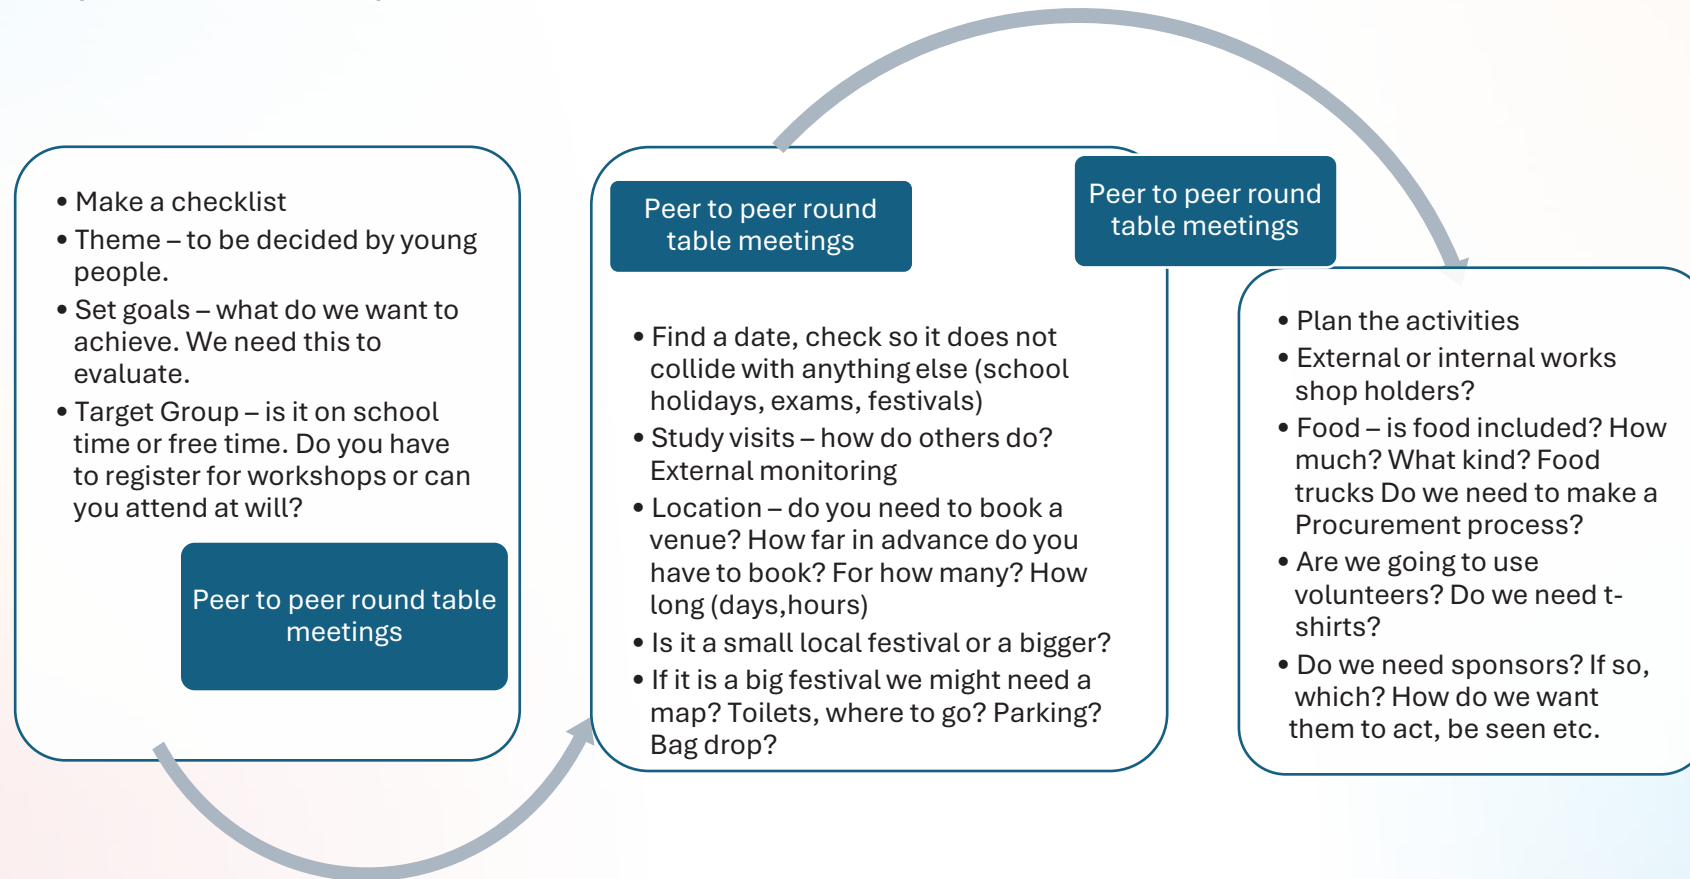 • Make a checklist
• Theme – to be decided by young
people.
• Set goals – what do we want to
achieve. We need this to
evaluate.
• Target Group – is it on school
time or free time. Do you have
to register for workshops or can
you attend at will?
Peer to peer round table
meetings
Peer to peer round
table meetings
• Find a date, check so it does not
collide with anything else (school
holidays, exams, festivals)
• Study visits – how do others do?
External monitoring
• Location – do you need to book a
venue? How far in advance do you
have to book? For how many? How
long (days,hours)
• Is it a small local festival or a bigger?
• If it is a big festival we might need a
map? Toilets, where to go? Parking?
Bag drop?
Peer to peer round
table meetings
• Plan the activities
• External or internal works
shop holders?
• Food – is food included? How
much? What kind? Food
trucks Do we need to make a
Procurement process?
• Are we going to use
volunteers? Do we need t-
shirts?
• Do we need sponsors? If so,
which? How do we want
them to act, be seen etc.